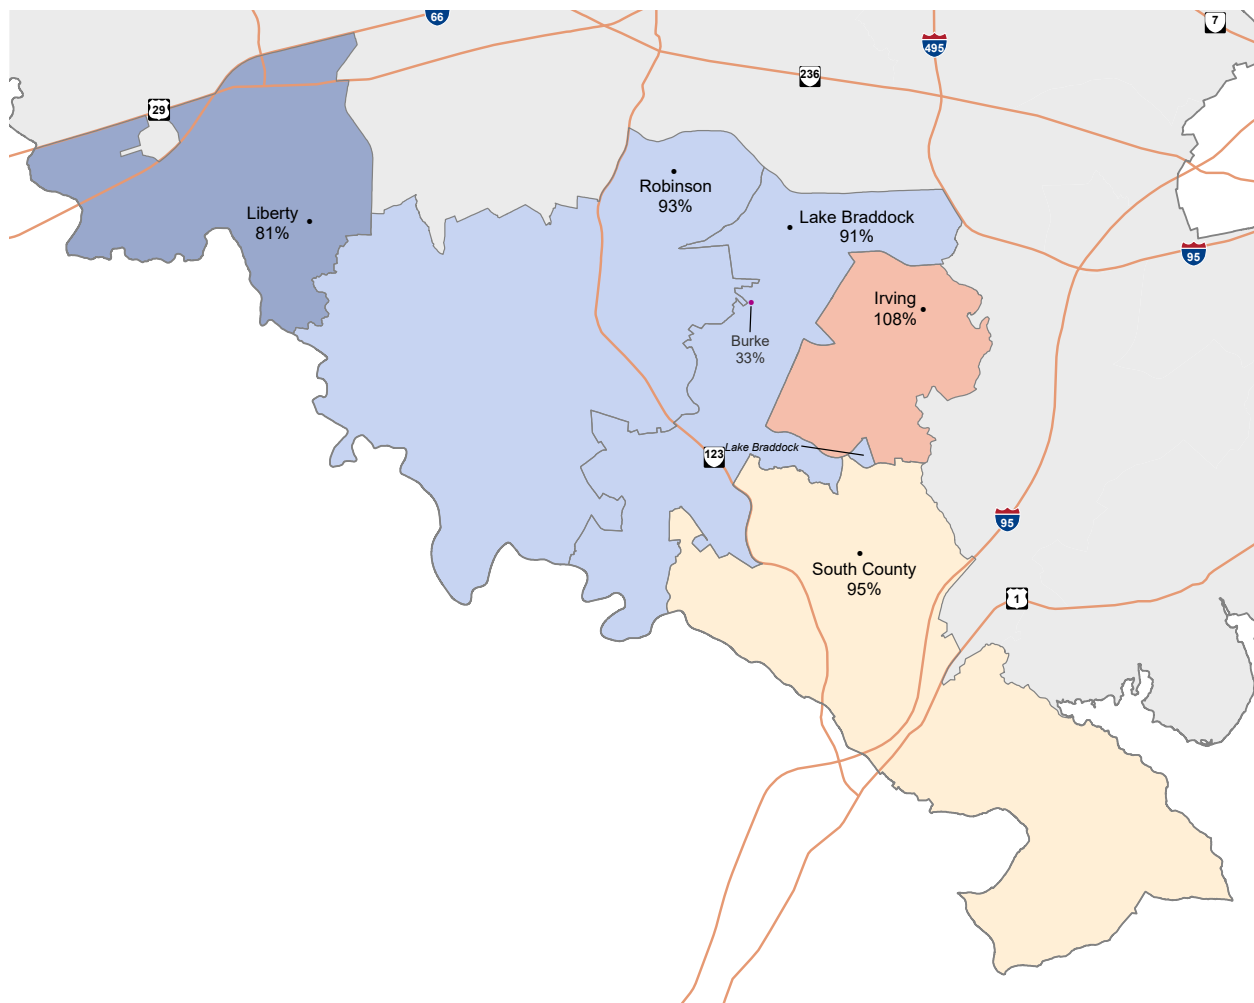 66
7
495
236
29
Robinson
93%
Liberty
81%
Lake Braddock
91%
95
Irving
108%
Burke
33%
Lake Braddock
123
95
South County
95%
1